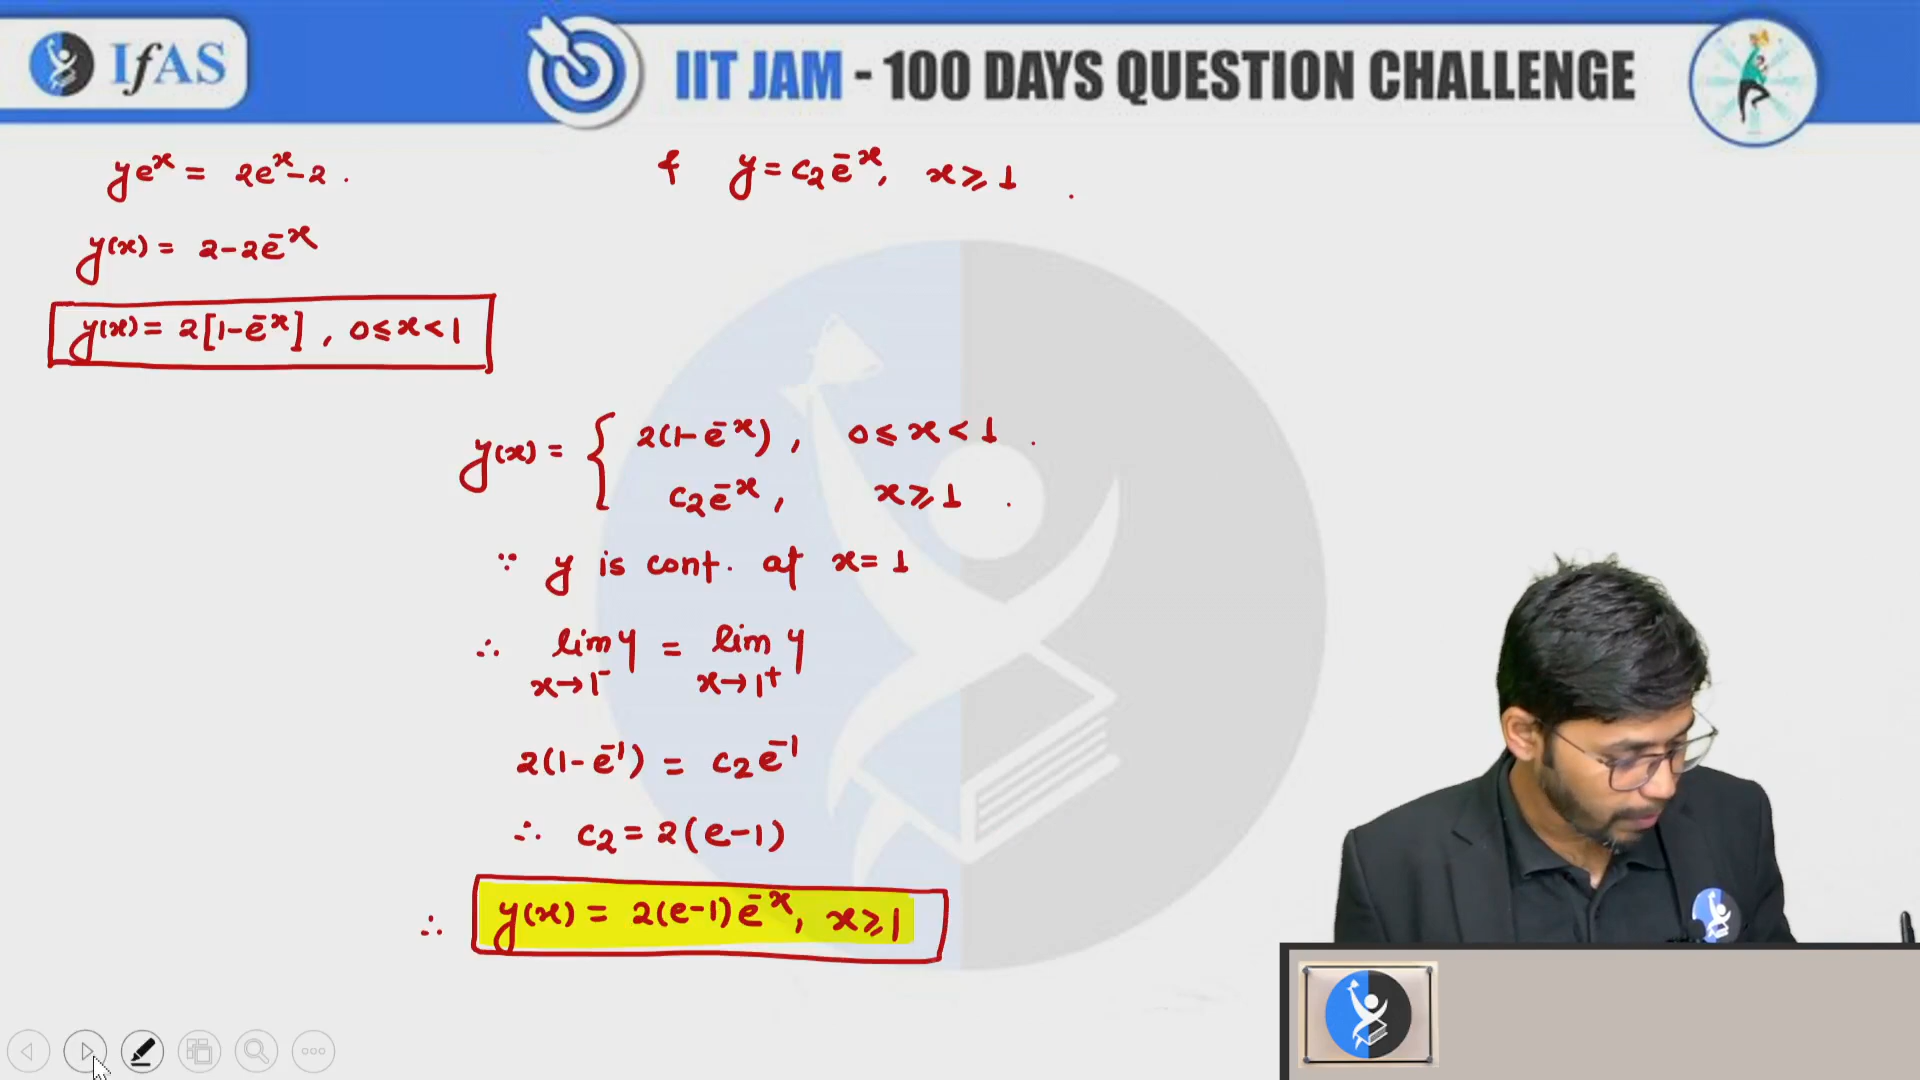 IfAS
IIT JAM - 100 DAYS QUESTION CHALLENGE
ye^x = 2e^x - 2 .
& y = c₂e^-x, x ≥ 1 .
y(x) = 2 - 2e^-x
y(x) = 2[1 - e^-x] , 0 ≤ x < 1
y(x) = { 2(1 - e^-x) , 0 ≤ x < 1 .
c₂e^-x , x ≥ 1 .
∵ y is cont. at x = 1
∴ lim y = lim y
x→1^- x→1^+
2(1 - e^-1) = c₂e^-1
∴ c₂ = 2(e - 1)
∴ y(x) = 2(e - 1)e^-x, x ≥ 1